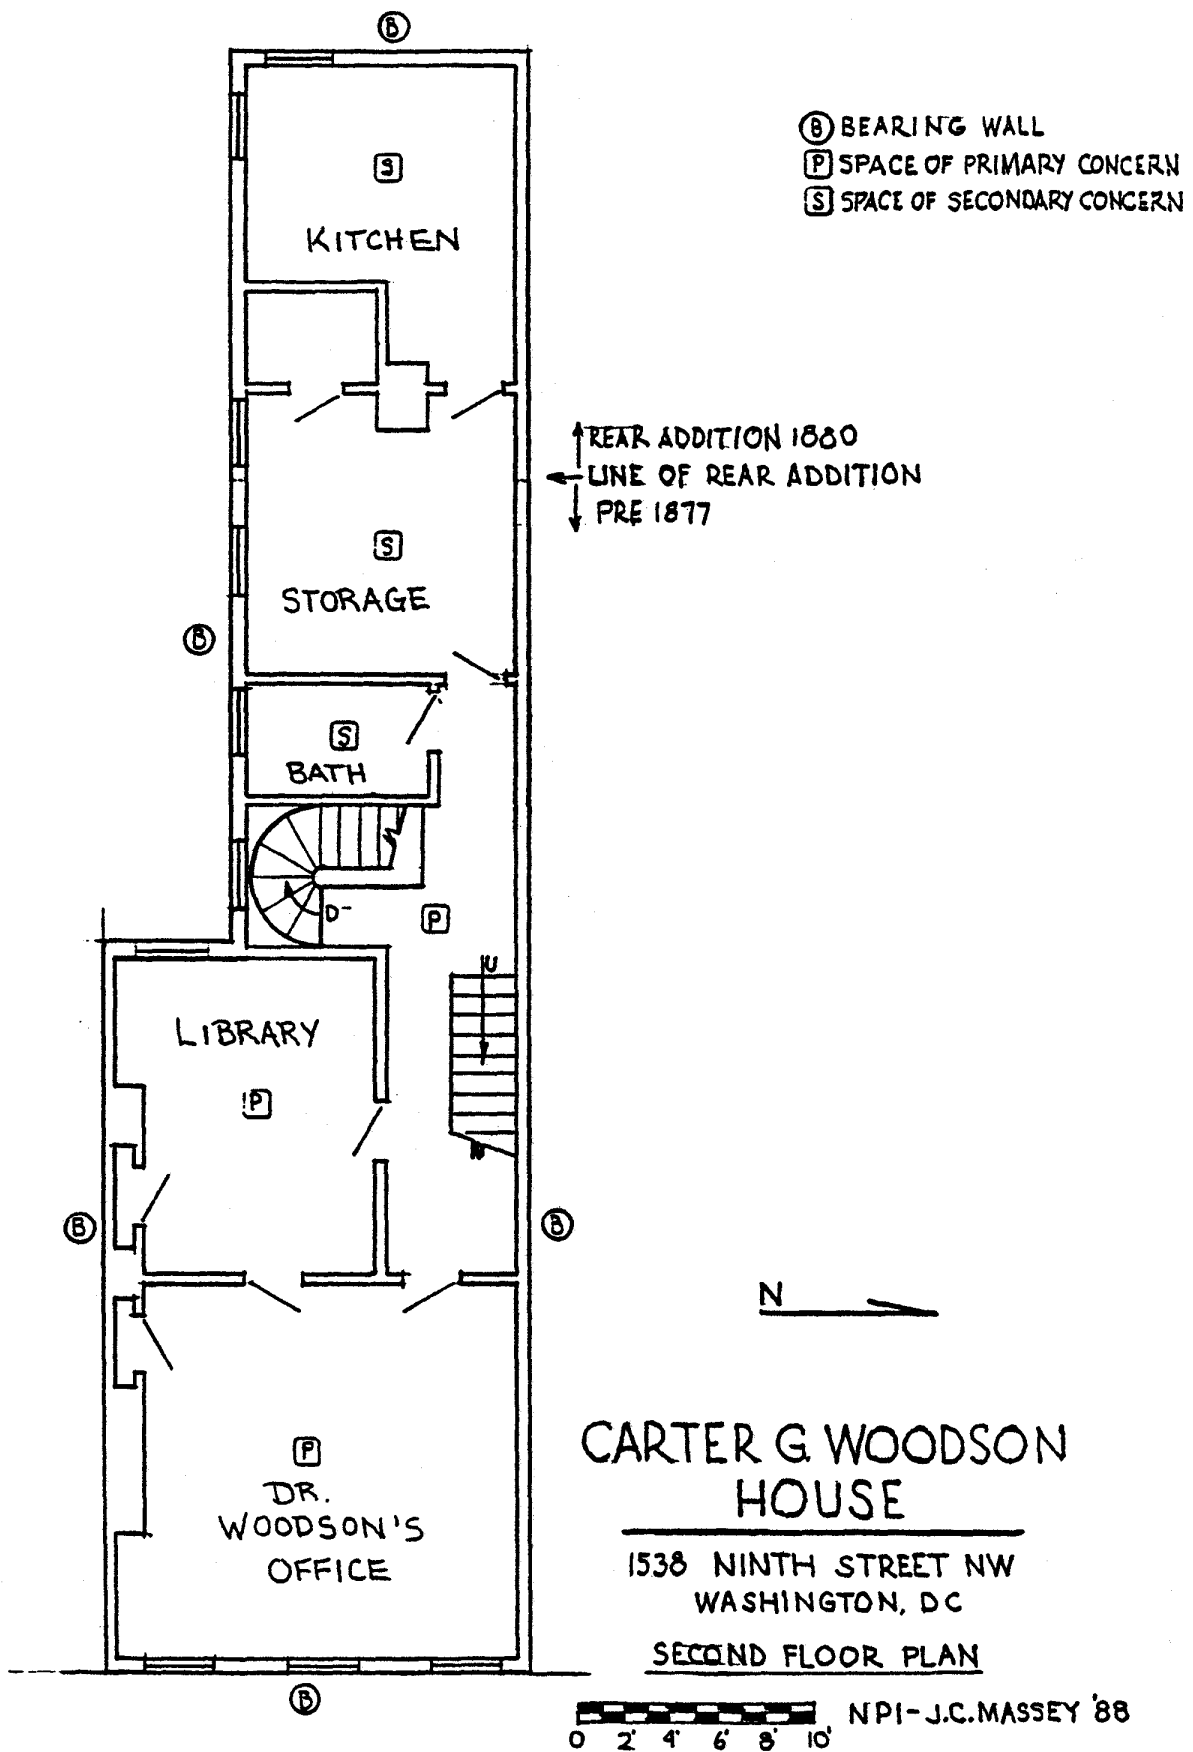 B
B BEARING WALL
P SPACE OF PRIMARY CONCERN
S SPACE OF SECONDARY CONCERN
S
KITCHEN
REAR ADDITION 1880
LINE OF REAR ADDITION
PRE 1877
S
STORAGE
B
S
BATH
D
P
U
LIBRARY
P
B
B
N
P
DR.
WOODSON'S
OFFICE
CARTER G WOODSON
HOUSE
1538 NINTH STREET NW
WASHINGTON, DC
SECOND FLOOR PLAN
B
NPI-J.C.MASSEY '88
0 2' 4' 6' 8' 10'